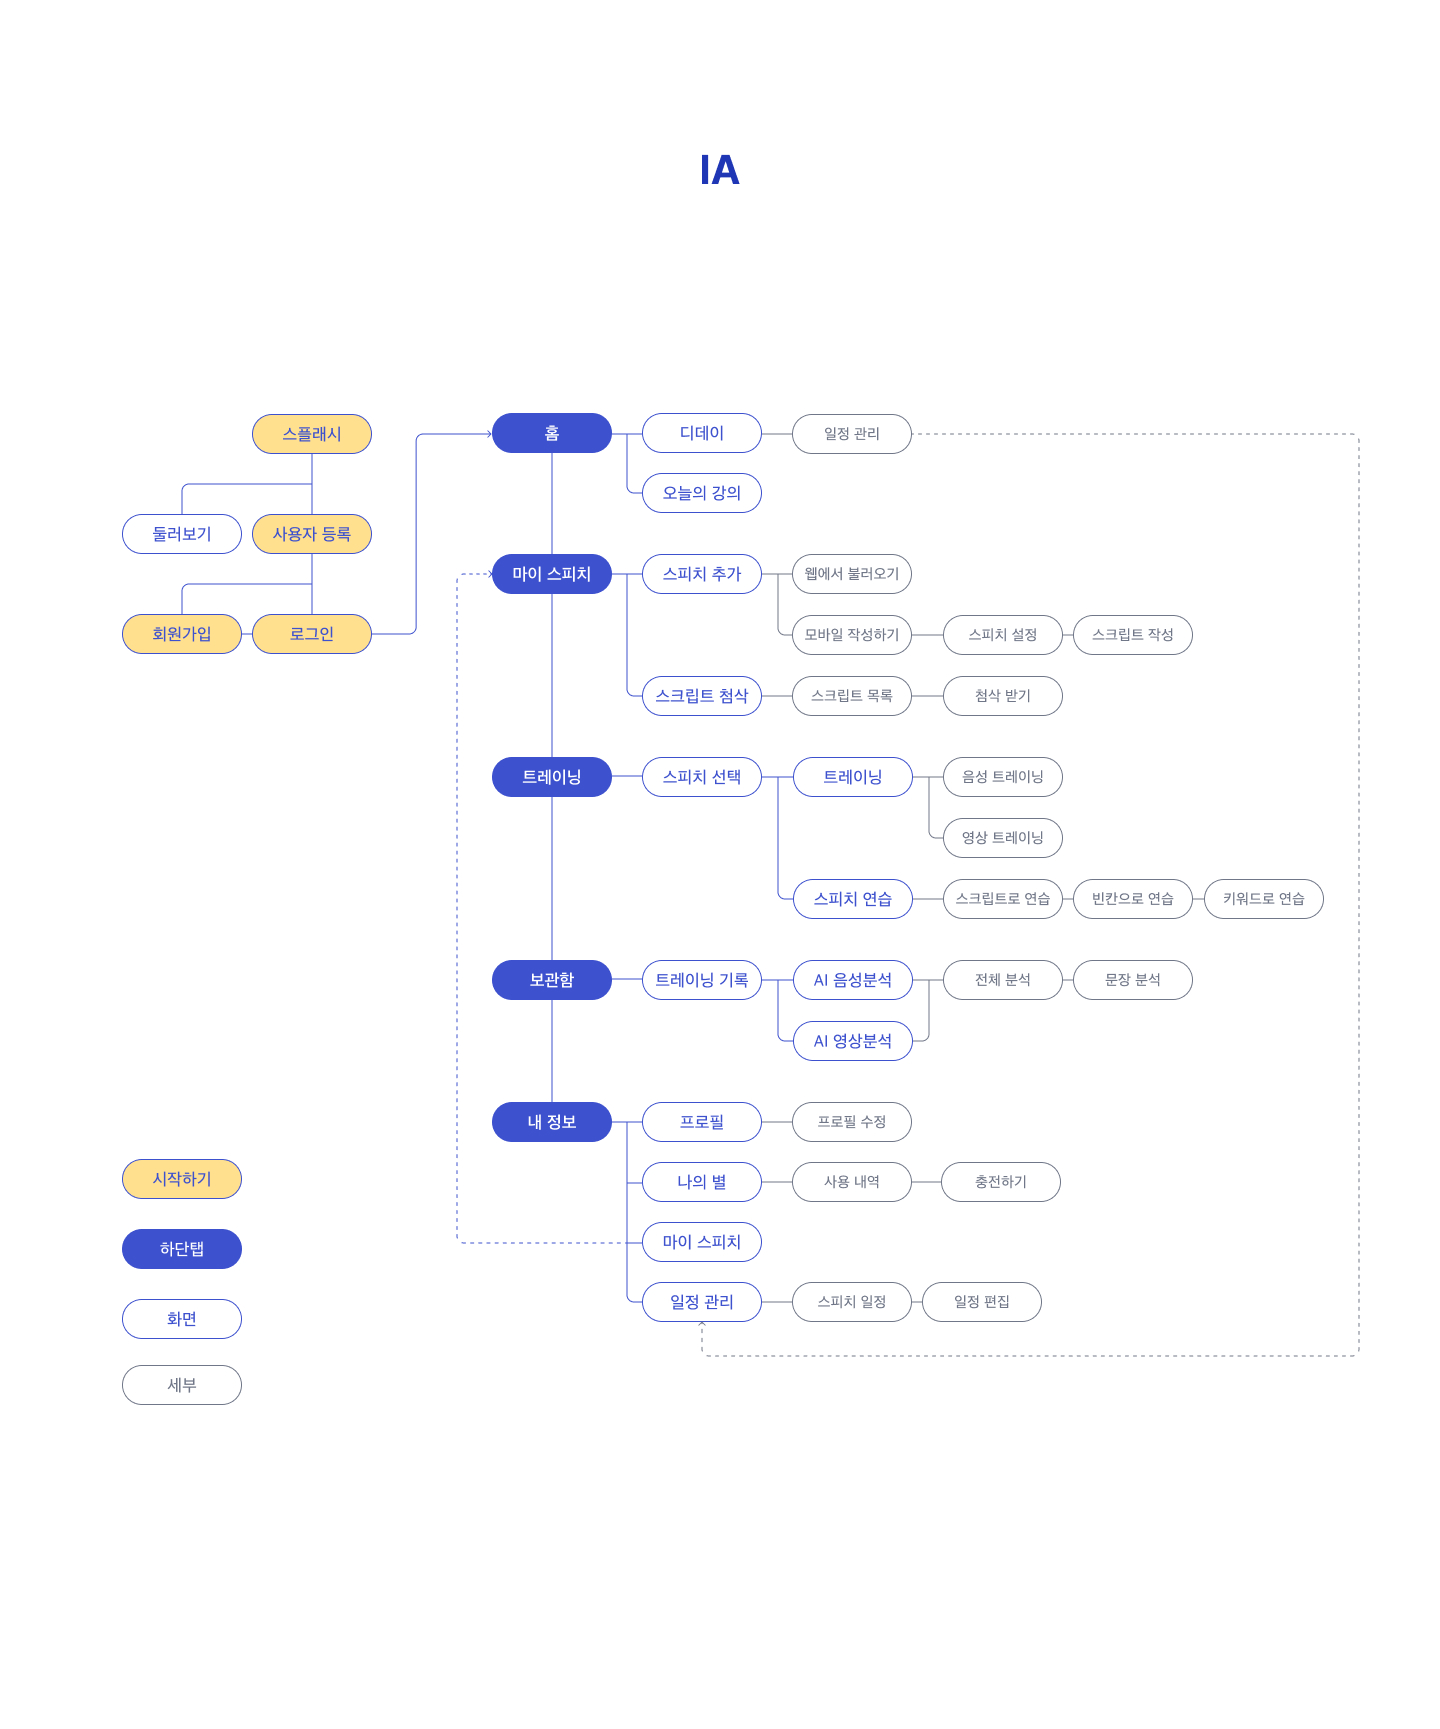 IA
스플래시
둘러보기
사용자 등록
회원가입
로그인
홈
디데이
일정 관리
오늘의 강의
마이 스피치
스피치 추가
웹에서 불러오기
모바일 작성하기
스피치 설정
스크립트 작성
스크립트 첨삭
스크립트 목록
첨삭 받기
트레이닝
스피치 선택
트레이닝
음성 트레이닝
영상 트레이닝
스피치 연습
스크립트로 연습
빈칸으로 연습
키워드로 연습
보관함
트레이닝 기록
AI 음성분석
전체 분석
문장 분석
AI 영상분석
내 정보
프로필
프로필 수정
나의 별
사용 내역
충전하기
마이 스피치
일정 관리
스피치 일정
일정 편집
시작하기
하단탭
화면
세부